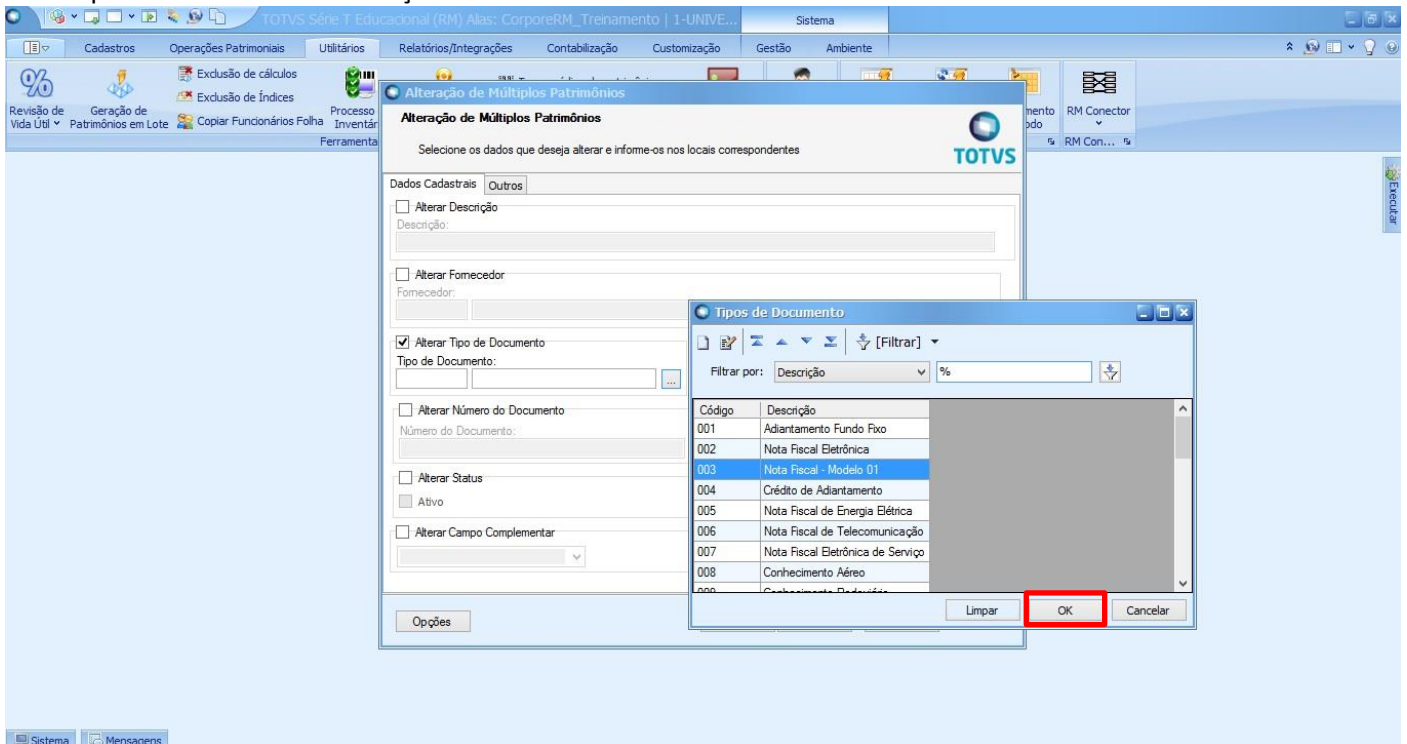 TOTVS Série T Educacional (RM) Alias: CorporeRM_Treinamento | 1-UNIVE...
Sistema
Cadastros Operações Patrimoniais Utilitários Relatórios/Integrações Contabilização Customização Gestão Ambiente
Revisão de Vida Útil
Geração de Patrimônios em Lote
Exclusão de cálculos
Exclusão de Índices
Copiar Funcionários Folha
Processo
Inventár
Ferramenta
mento
odo
RM Conector
RM Con...
Executar
Alteração de Múltiplos Patrimônios
Alteração de Múltiplos Patrimônios
Selecione os dados que deseja alterar e informe-os nos locais correspondentes
TOTVS
Dados Cadastrais Outros
Alterar Descrição
Descrição:
Alterar Fornecedor
Fornecedor:
Alterar Tipo de Documento
Tipo de Documento:
...
Alterar Número do Documento
Número do Documento:
Alterar Status
Ativo
Alterar Campo Complementar
Opções
Tipos de Documento
[Filtrar]
Filtrar por: Descrição %
Código Descrição
001 Adiantamento Fundo Fixo
002 Nota Fiscal Eletrônica
003 Nota Fiscal - Modelo 01
004 Crédito de Adiantamento
005 Nota Fiscal de Energia Elétrica
006 Nota Fiscal de Telecomunicação
007 Nota Fiscal Eletrônica de Serviço
008 Conhecimento Aéreo
Limpar OK Cancelar
Sistema Mensagens